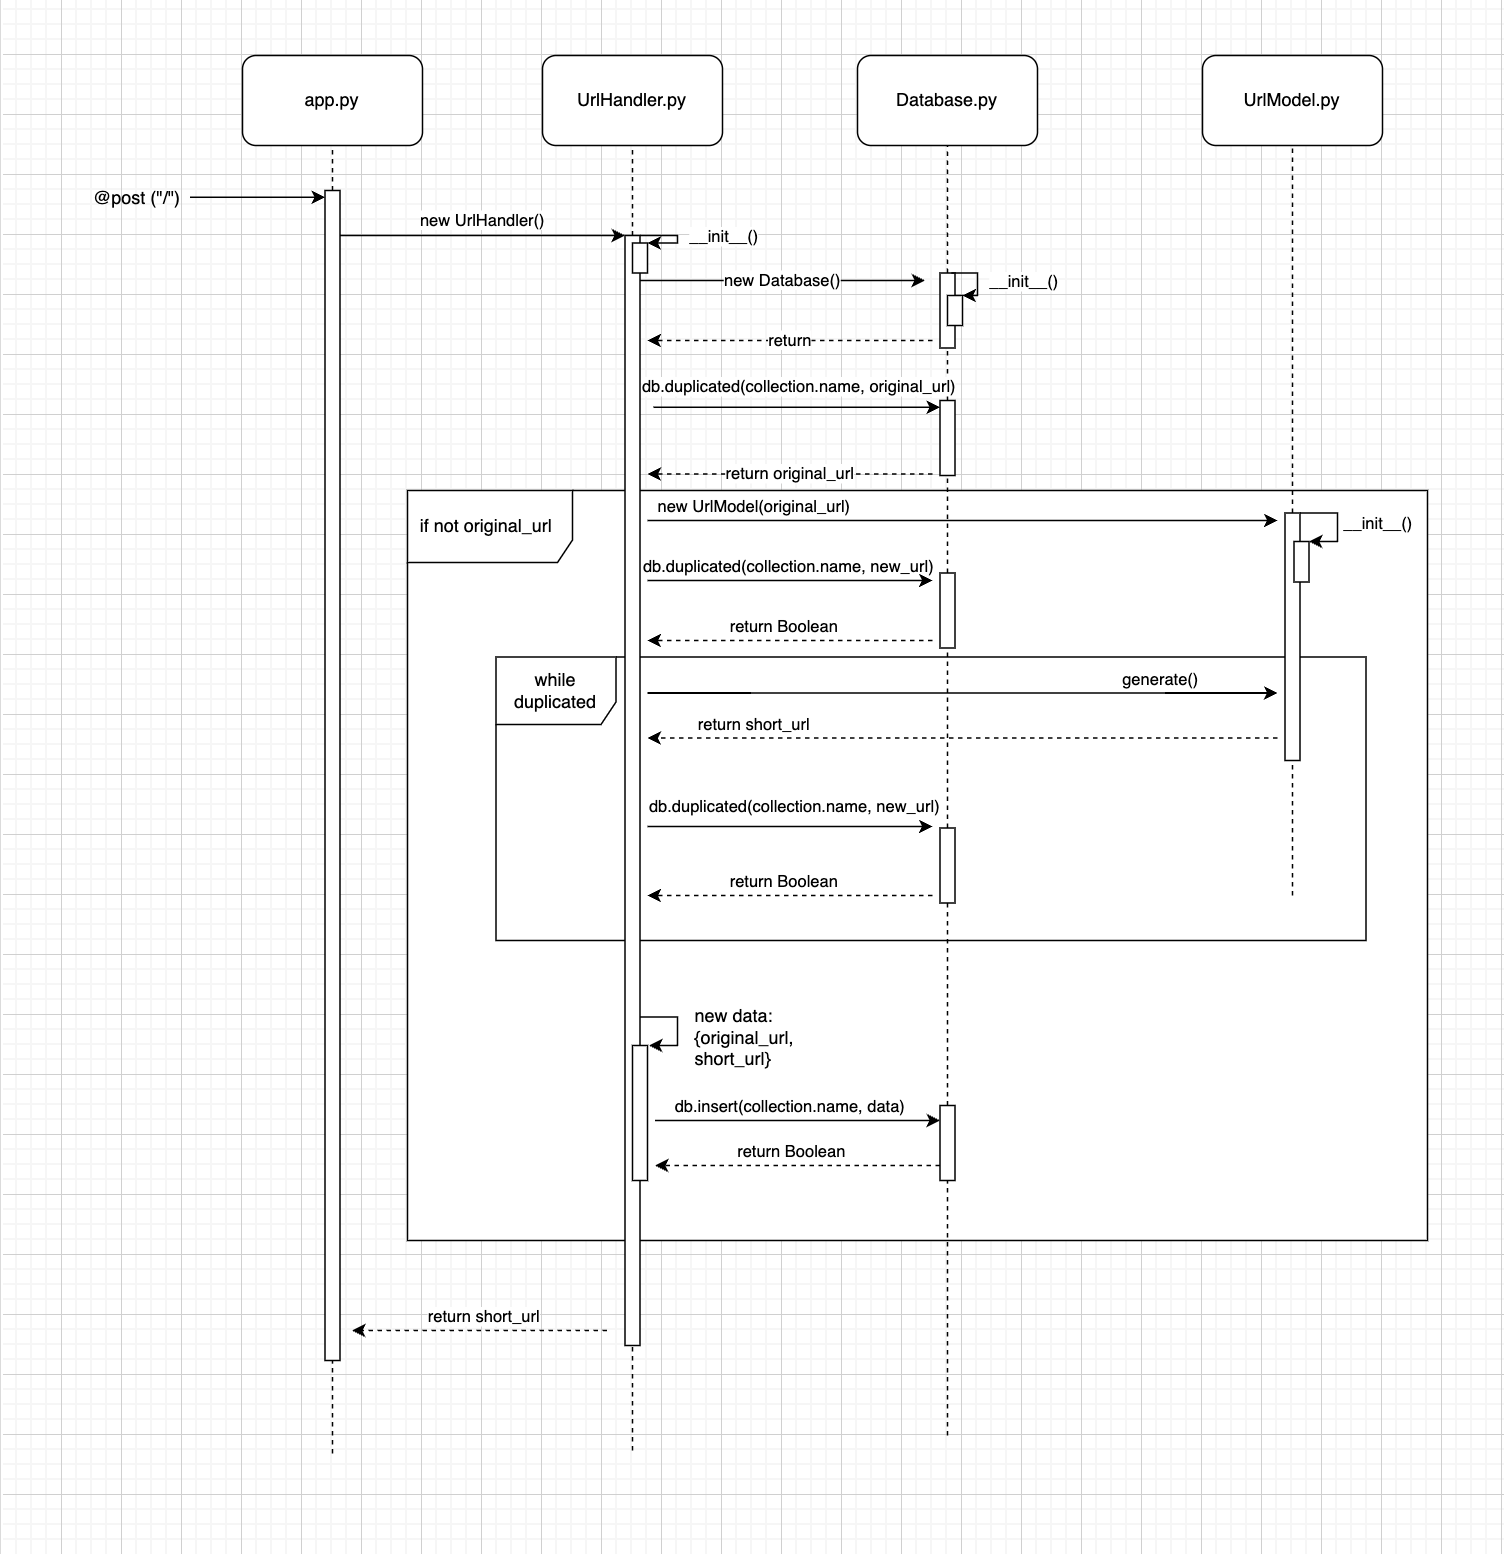 app.py
UrlHandler.py
Database.py
UrlModel.py
@post ("/")
new UrlHandler()
__init__()
new Database()
__init__()
return
db.duplicated(collection.name, original_url)
return original_url
if not original_url
new UrlModel(original_url)
__init__()
db.duplicated(collection.name, new_url)
return Boolean
while
duplicated
generate()
return short_url
db.duplicated(collection.name, new_url)
return Boolean
new data:
{original_url,
short_url}
db.insert(collection.name, data)
return Boolean
return short_url